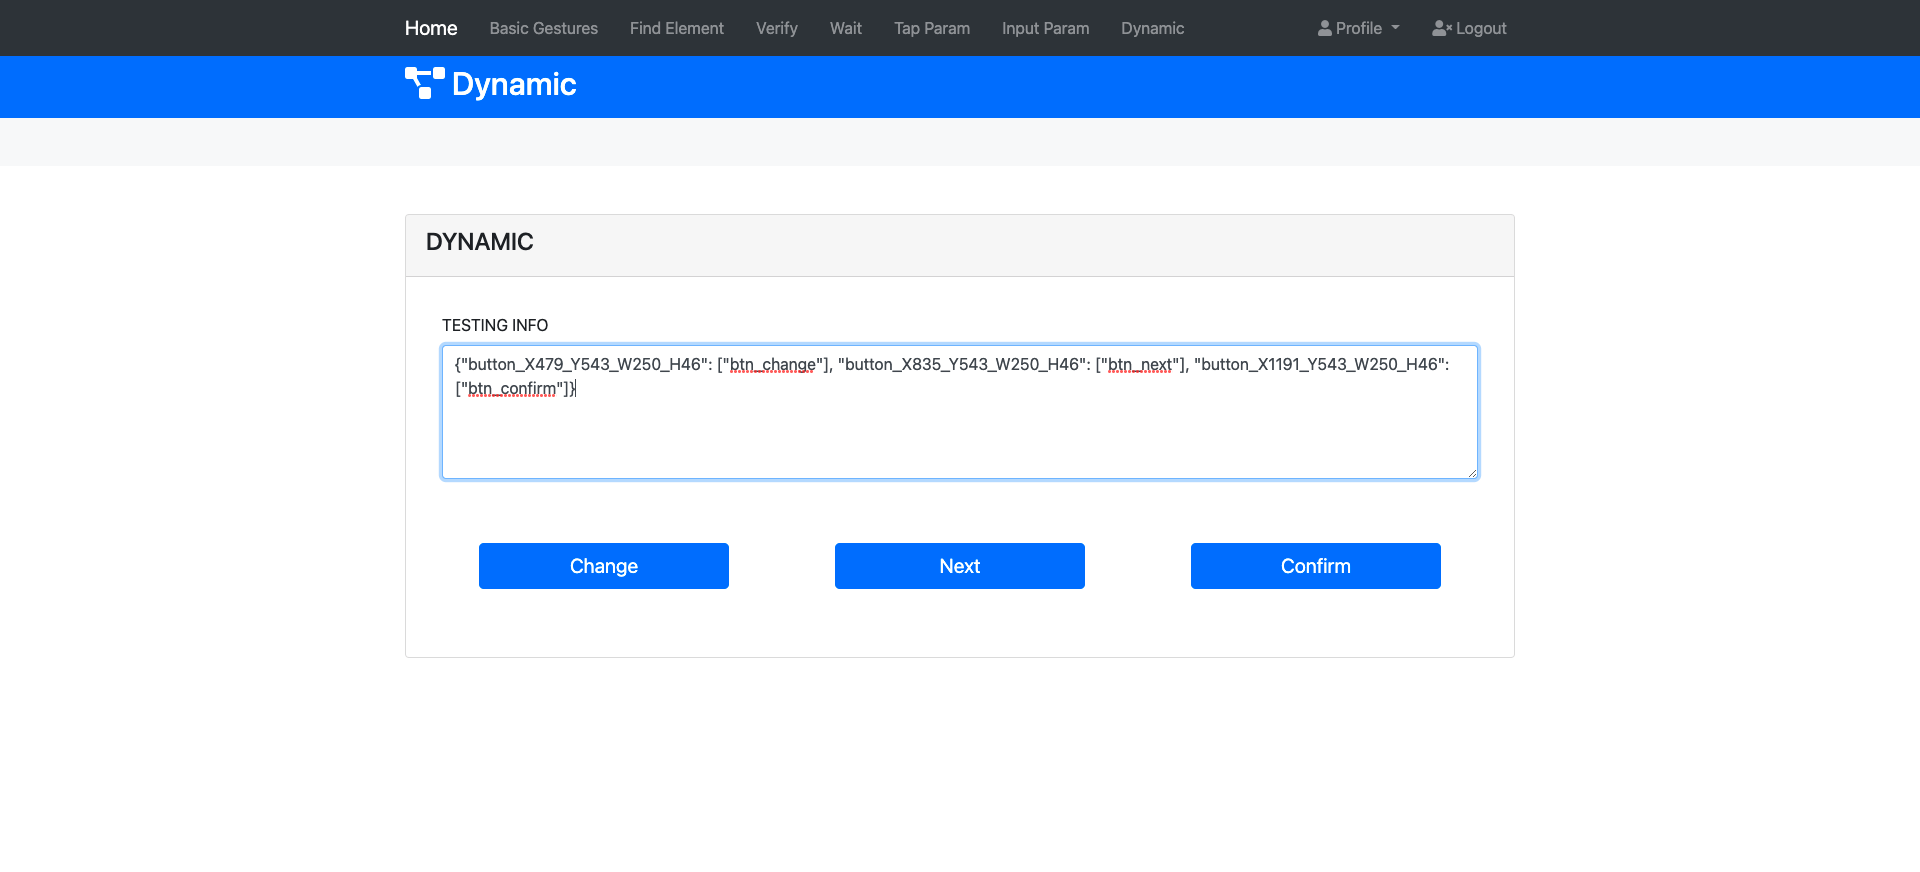 Home Basic Gestures Find Element Verify Wait Tap Param Input Param Dynamic Profile Logout
Dynamic
DYNAMIC
TESTING INFO
{"button_X479_Y543_W250_H46": ["btn_change"], "button_X835_Y543_W250_H46": ["btn_next"], "button_X1191_Y543_W250_H46":
["btn_confirm"]}
Change Next Confirm